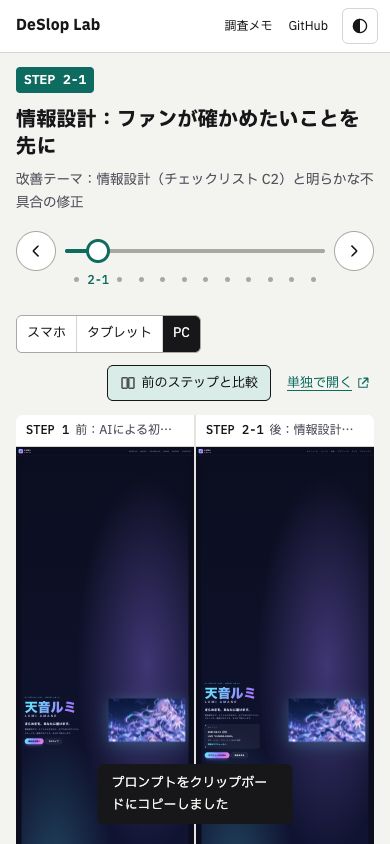 DeSlop Lab
調査メモ
GitHub
STEP 2-1
情報設計：ファンが確かめたいことを
先に
改善テーマ：情報設計（チェックリスト C2）と明らかな不
具合の修正
2-1
スマホ
タブレット
PC
前のステップと比較
単独で開く
STEP 1 前：AIによる初…
STEP 2-1 後：情報設計…
天音ルミ
LUMI AMANE
天音ルミ
LUMI AMANE
プロンプトをクリップボー
ドにコピーしました